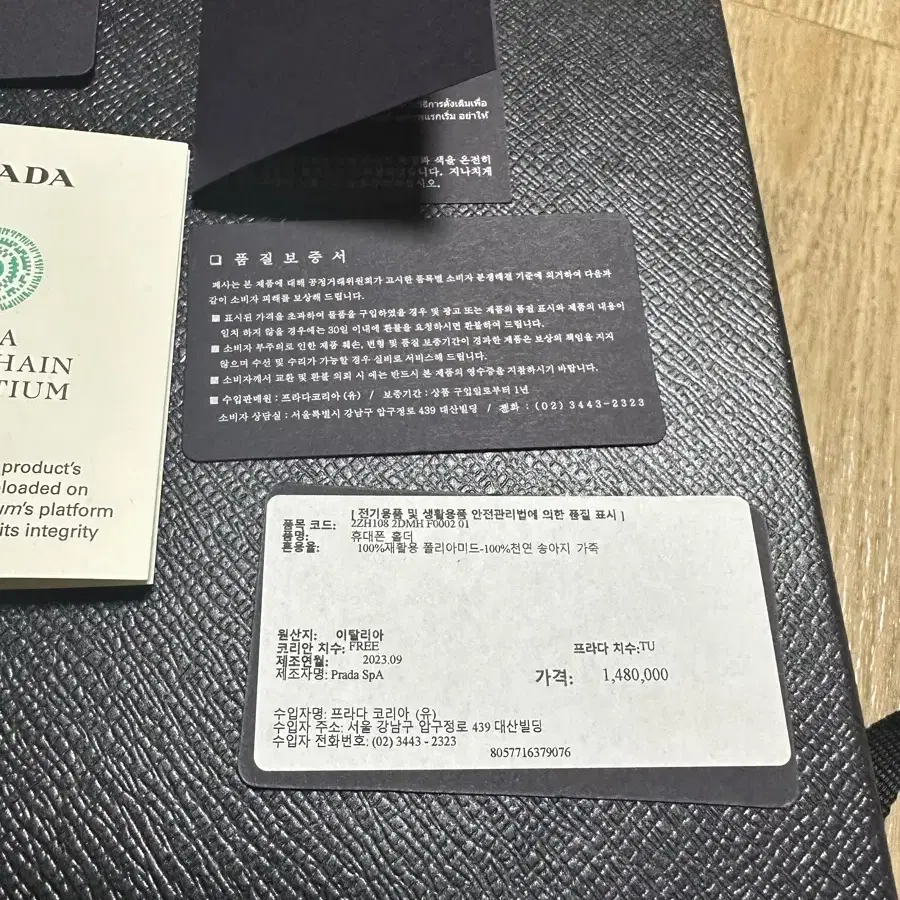 ADA
A
HAIN
TIUM
product's
loaded on
um's platform
its integrity
색을 온전히
지나치게
❏ 품질보증서
폐사는 본 제품에 대해 공정거래위원회가 고시한 품목별 소비자 분쟁해결 기준에 의거하여 다음과
같이 소비자 피해를 보상해 드립니다.
■ 표시된 가격을 초과하여 물품을 구입하였을 경우 및 광고 또는 제품의 품질 표시와 제품의 내용이
일치 하지 않을 경우에는 30일 이내에 환불을 요청하시면 환불하여 드립니다.
■ 소비자 부주의로 인한 제품 훼손, 변형 및 품질 보증기간이 경과한 제품은 보상의 책임을 지지
않으며 수선 및 수리가 가능할 경우 실비로 서비스해 드립니다.
■ 소비자께서 교환 및 환불 의뢰 시 에는 반드시 본 제품의 영수증을 지참하시기 바랍니다.
■ 수입판매원 : 프라다코리아 (유) / 보증기간 : 상품 구입일로부터 1년
소비자 상담실 : 서울특별시 강남구 압구정로 439 대산빌딩 / 전화 : (02) 3443-2323
[ 전기용품 및 생활용품 안전관리법에 의한 품질 표시 ]
품목 코드: 2ZH108 2DMH F0002 01
품명: 휴대폰 홀더
혼용율: 100%재활용 폴리아미드-100%천연 송아지 가죽
원산지: 이탈리아
코리안 치수: FREE 프라다 치수:TU
제조연월: 2023.09
제조자명: Prada SpA 가격: 1,480,000
수입자명: 프라다 코리아 (유)
수입자 주소: 서울 강남구 압구정로 439 대산빌딩
수입자 전화번호: (02) 3443 - 2323
8057716379076